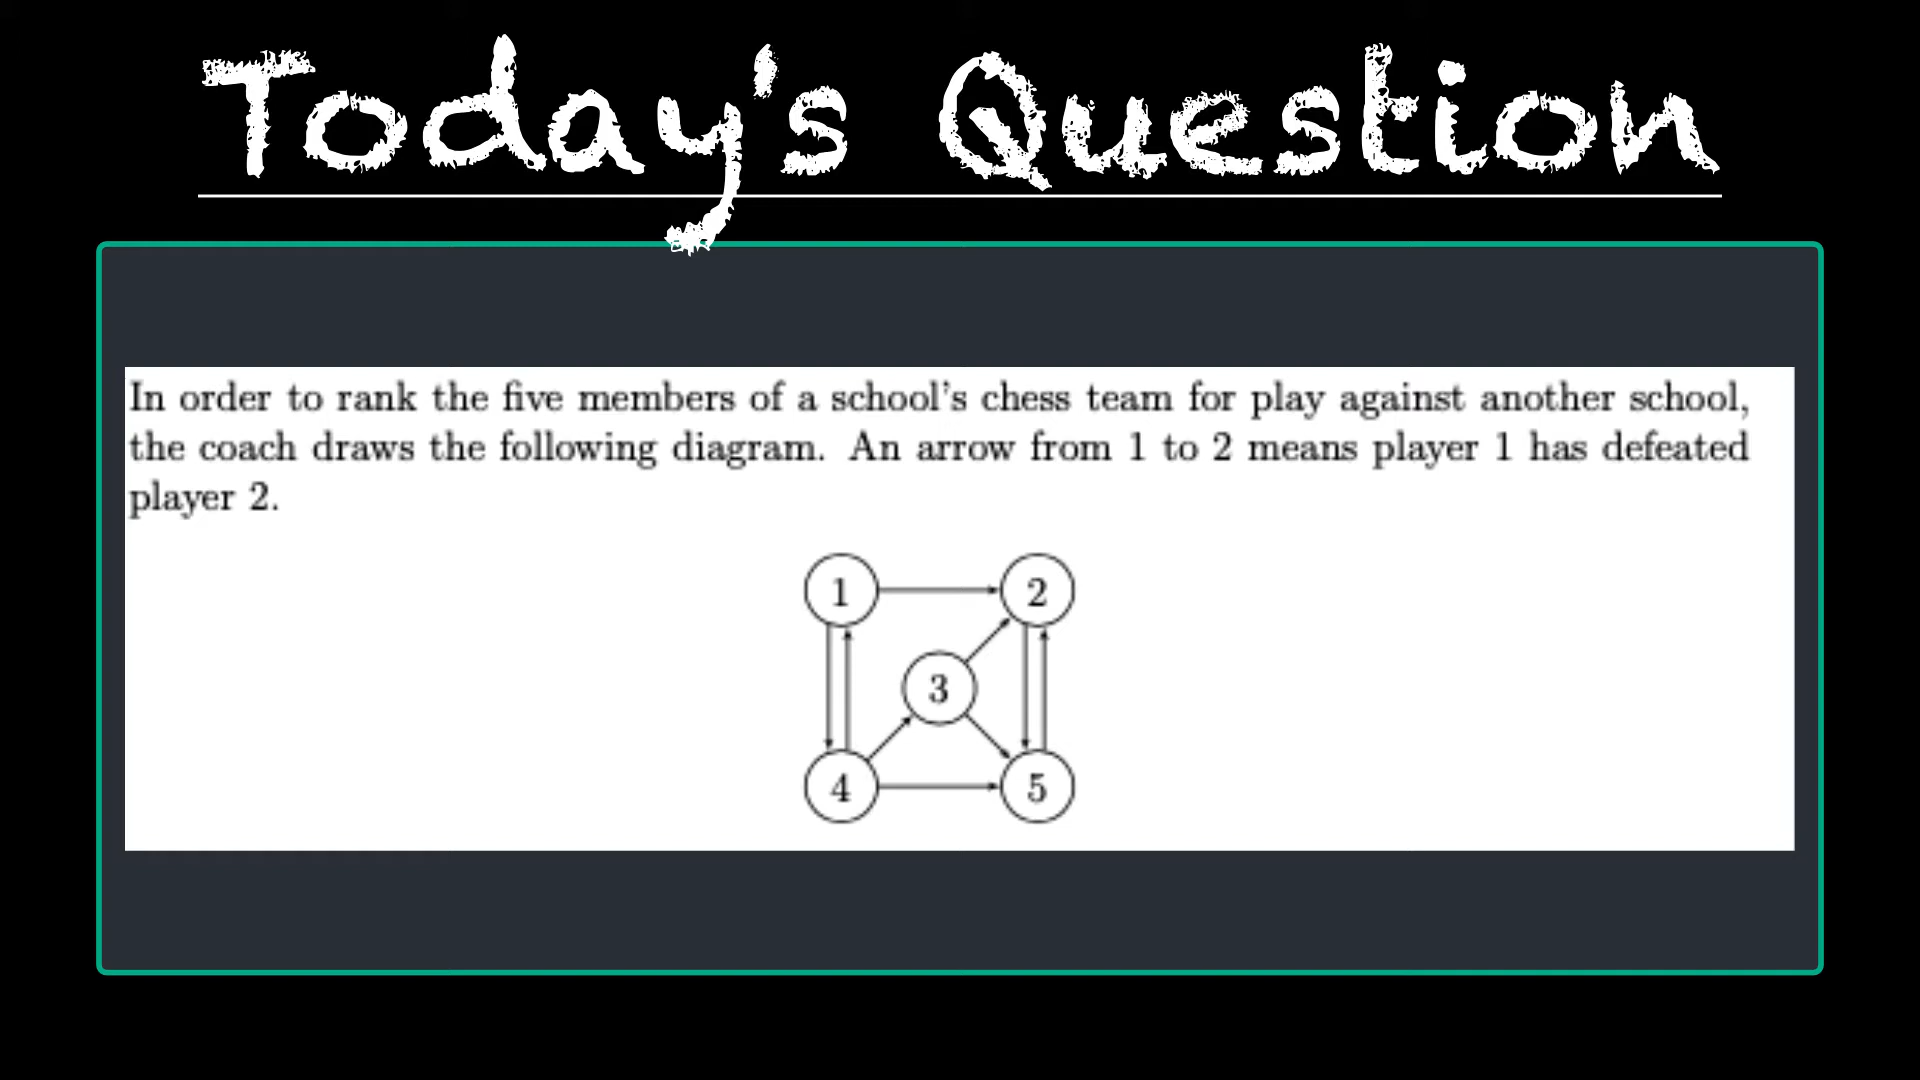 Today's Question
In order to rank the five members of a school's chess team for play against another school,
the coach draws the following diagram. An arrow from 1 to 2 means player 1 has defeated
player 2.
1 2
3
4 5